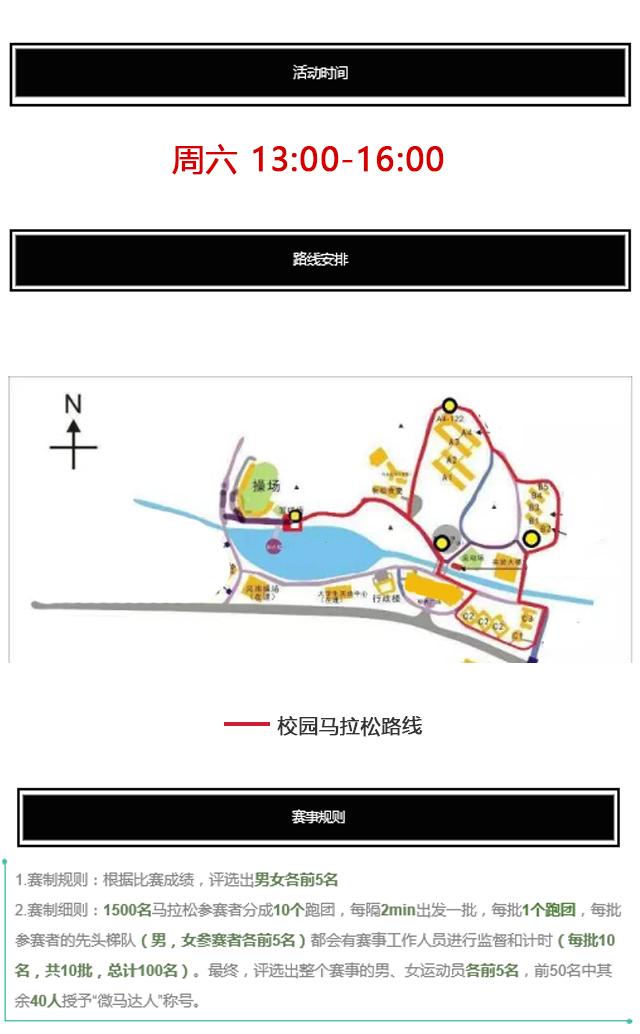 活动时间
周六 13:00-16:00
路线安排
N
A4-122
A4
A3
A2
A1
操场
B5
B4
B3
B1
B2
行政楼
C3
C2 C2 C2
C1
校园马拉松路线
赛事规则
1.赛制规则：根据比赛成绩，评选出男女各前5名
2.赛制细则：1500名马拉松参赛者分成10个跑团，每隔2min出发一批，每批1个跑团，每批
参赛者的先头梯队（男，女参赛者各前5名）都会有赛事工作人员进行监督和计时（每批10
名，共10批，总计100名）。最终，评选出整个赛事的男、女运动员各前5名，前50名中其
余40人授予“微马达人”称号。